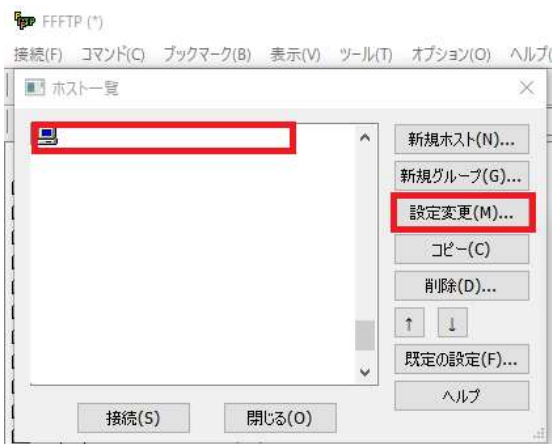 FFFTP (*)
接続(F) コマンド(C) ブックマーク(B) 表示(V) ツール(T) オプション(O) ヘルプ(
ホスト一覧
新規ホスト(N)...
新規グループ(G)...
設定変更(M)...
コピー(C)
削除(D)...
↑ ↓
既定の設定(F)...
ヘルプ
接続(S) 閉じる(O)